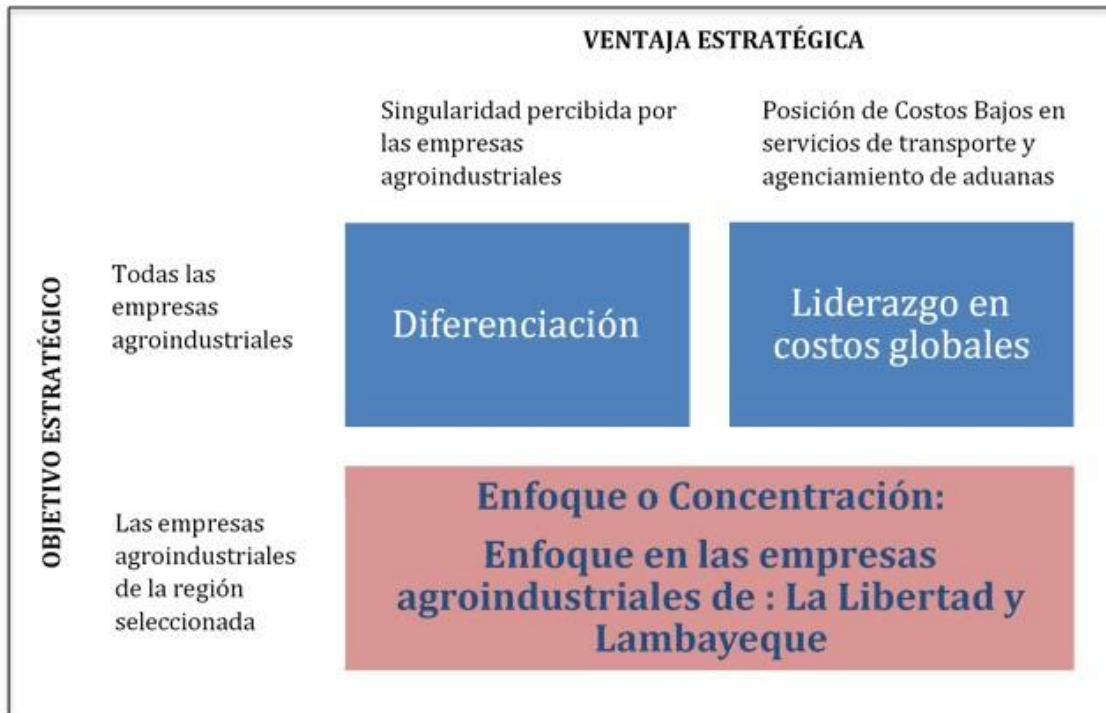 VENTAJA ESTRATÉGICA
Singularidad percibida por
las empresas
agroindustriales
Posición de Costos Bajos en
servicios de transporte y
agenciamiento de aduanas
OBJETIVO ESTRATÉGICO
Todas las
empresas
agroindustriales
Diferenciación
Liderazgo en
costos globales
Las empresas
agroindustriales
de la región
seleccionada
Enfoque o Concentración:
Enfoque en las empresas
agroindustriales de : La Libertad y
Lambayeque